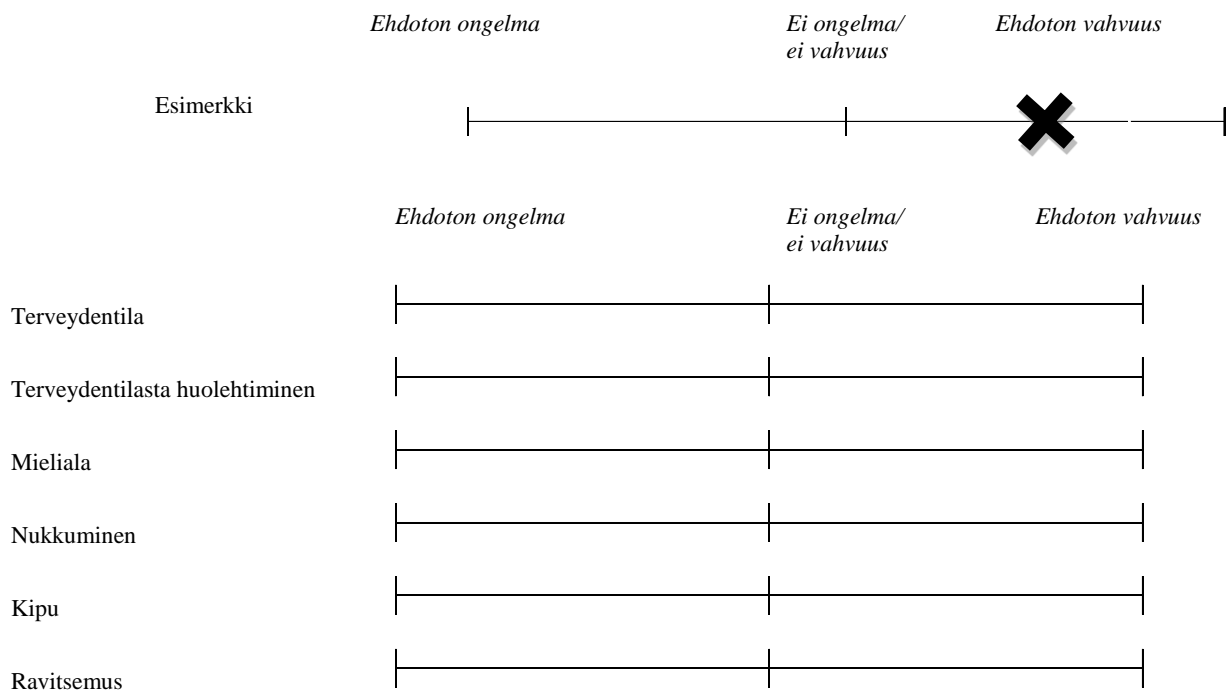 Ehdoton ongelma Ei ongelma/ Ehdoton vahvuus
ei vahvuus
Esimerkki
Ehdoton ongelma Ei ongelma/ Ehdoton vahvuus
ei vahvuus
Terveydentila
Terveydentilasta huolehtiminen
Mieliala
Nukkuminen
Kipu
Ravitsemus